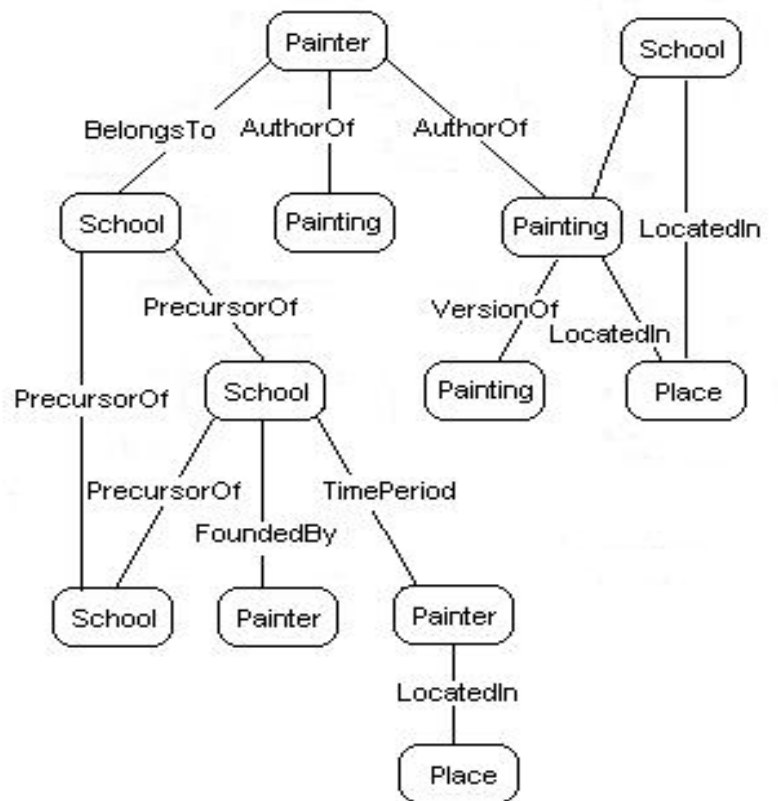 Painter
School
BelongsTo
AuthorOf
AuthorOf
School
Painting
Painting
LocatedIn
PrecursorOf
VersionOf
LocatedIn
School
Painting
Place
PrecursorOf
PrecursorOf
TimePeriod
FoundedBy
School
Painter
Painter
LocatedIn
Place